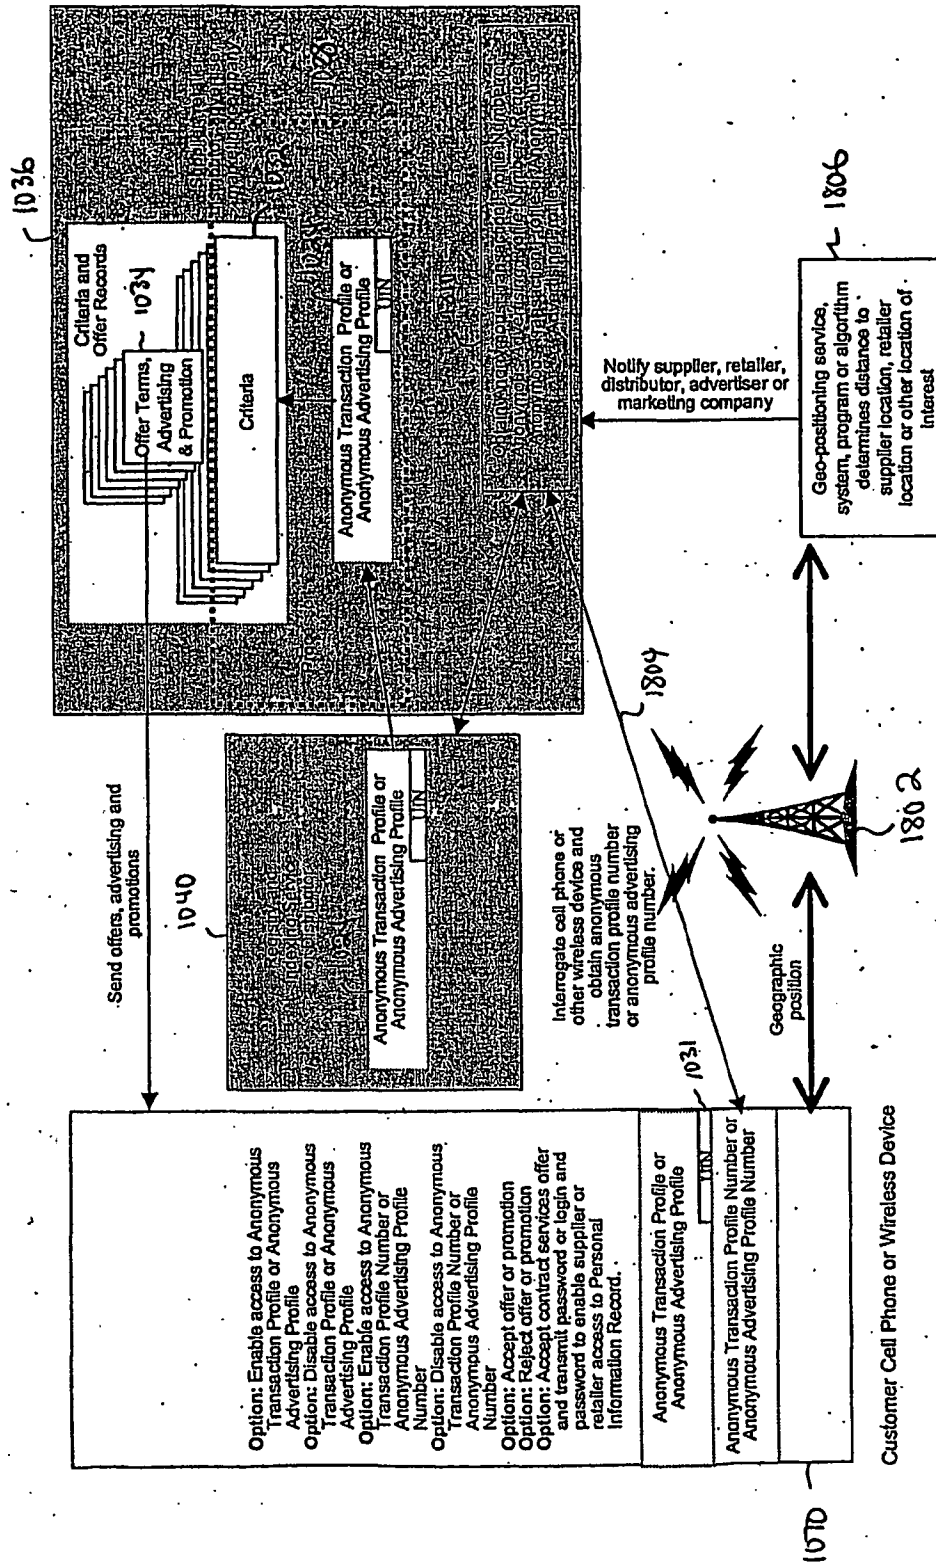 1036
Criteria and
Offer Records
1034
Offer Terms,
Advertising
& Promotion
Criteria
1032
1028
Anonymous Transaction Profile or
Anonymous Advertising Profile
UIN
Send offers, advertising and
promotions
1040
Anonymous Transaction Profile or
Anonymous Advertising Profile
UIN
Option: Enable access to Anonymous
Transaction Profile or Anonymous
Advertising Profile
Option: Disable access to Anonymous
Transaction Profile or Anonymous
Advertising Profile
Option: Enable access to Anonymous
Transaction Profile Number or
Anonymous Advertising Profile
Number
Option: Disable access to Anonymous
Transaction Profile Number or
Anonymous Advertising Profile
Number
Option: Accept offer or promotion
Option: Reject offer or promotion
Option: Accept contract services offer
and transmit password or login and
password to enable supplier or
retailer access to Personal
Information Record.
Anonymous Transaction Profile or
Anonymous Advertising Profile
UIN
1031
Anonymous Transaction Profile Number or
Anonymous Advertising Profile Number
1070
Customer Cell Phone or Wireless Device
Interrogate cell phone or
other wireless device and
obtain anonymous
transaction profile number
or anonymous advertising
profile number.
1804
Geographic
position
1802
Notify supplier, retailer,
distributor, advertiser or
marketing company
Geo-positioning service,
system, program or algorithm
determines distance to
supplier location, retailer
location or other location of
interest
1806